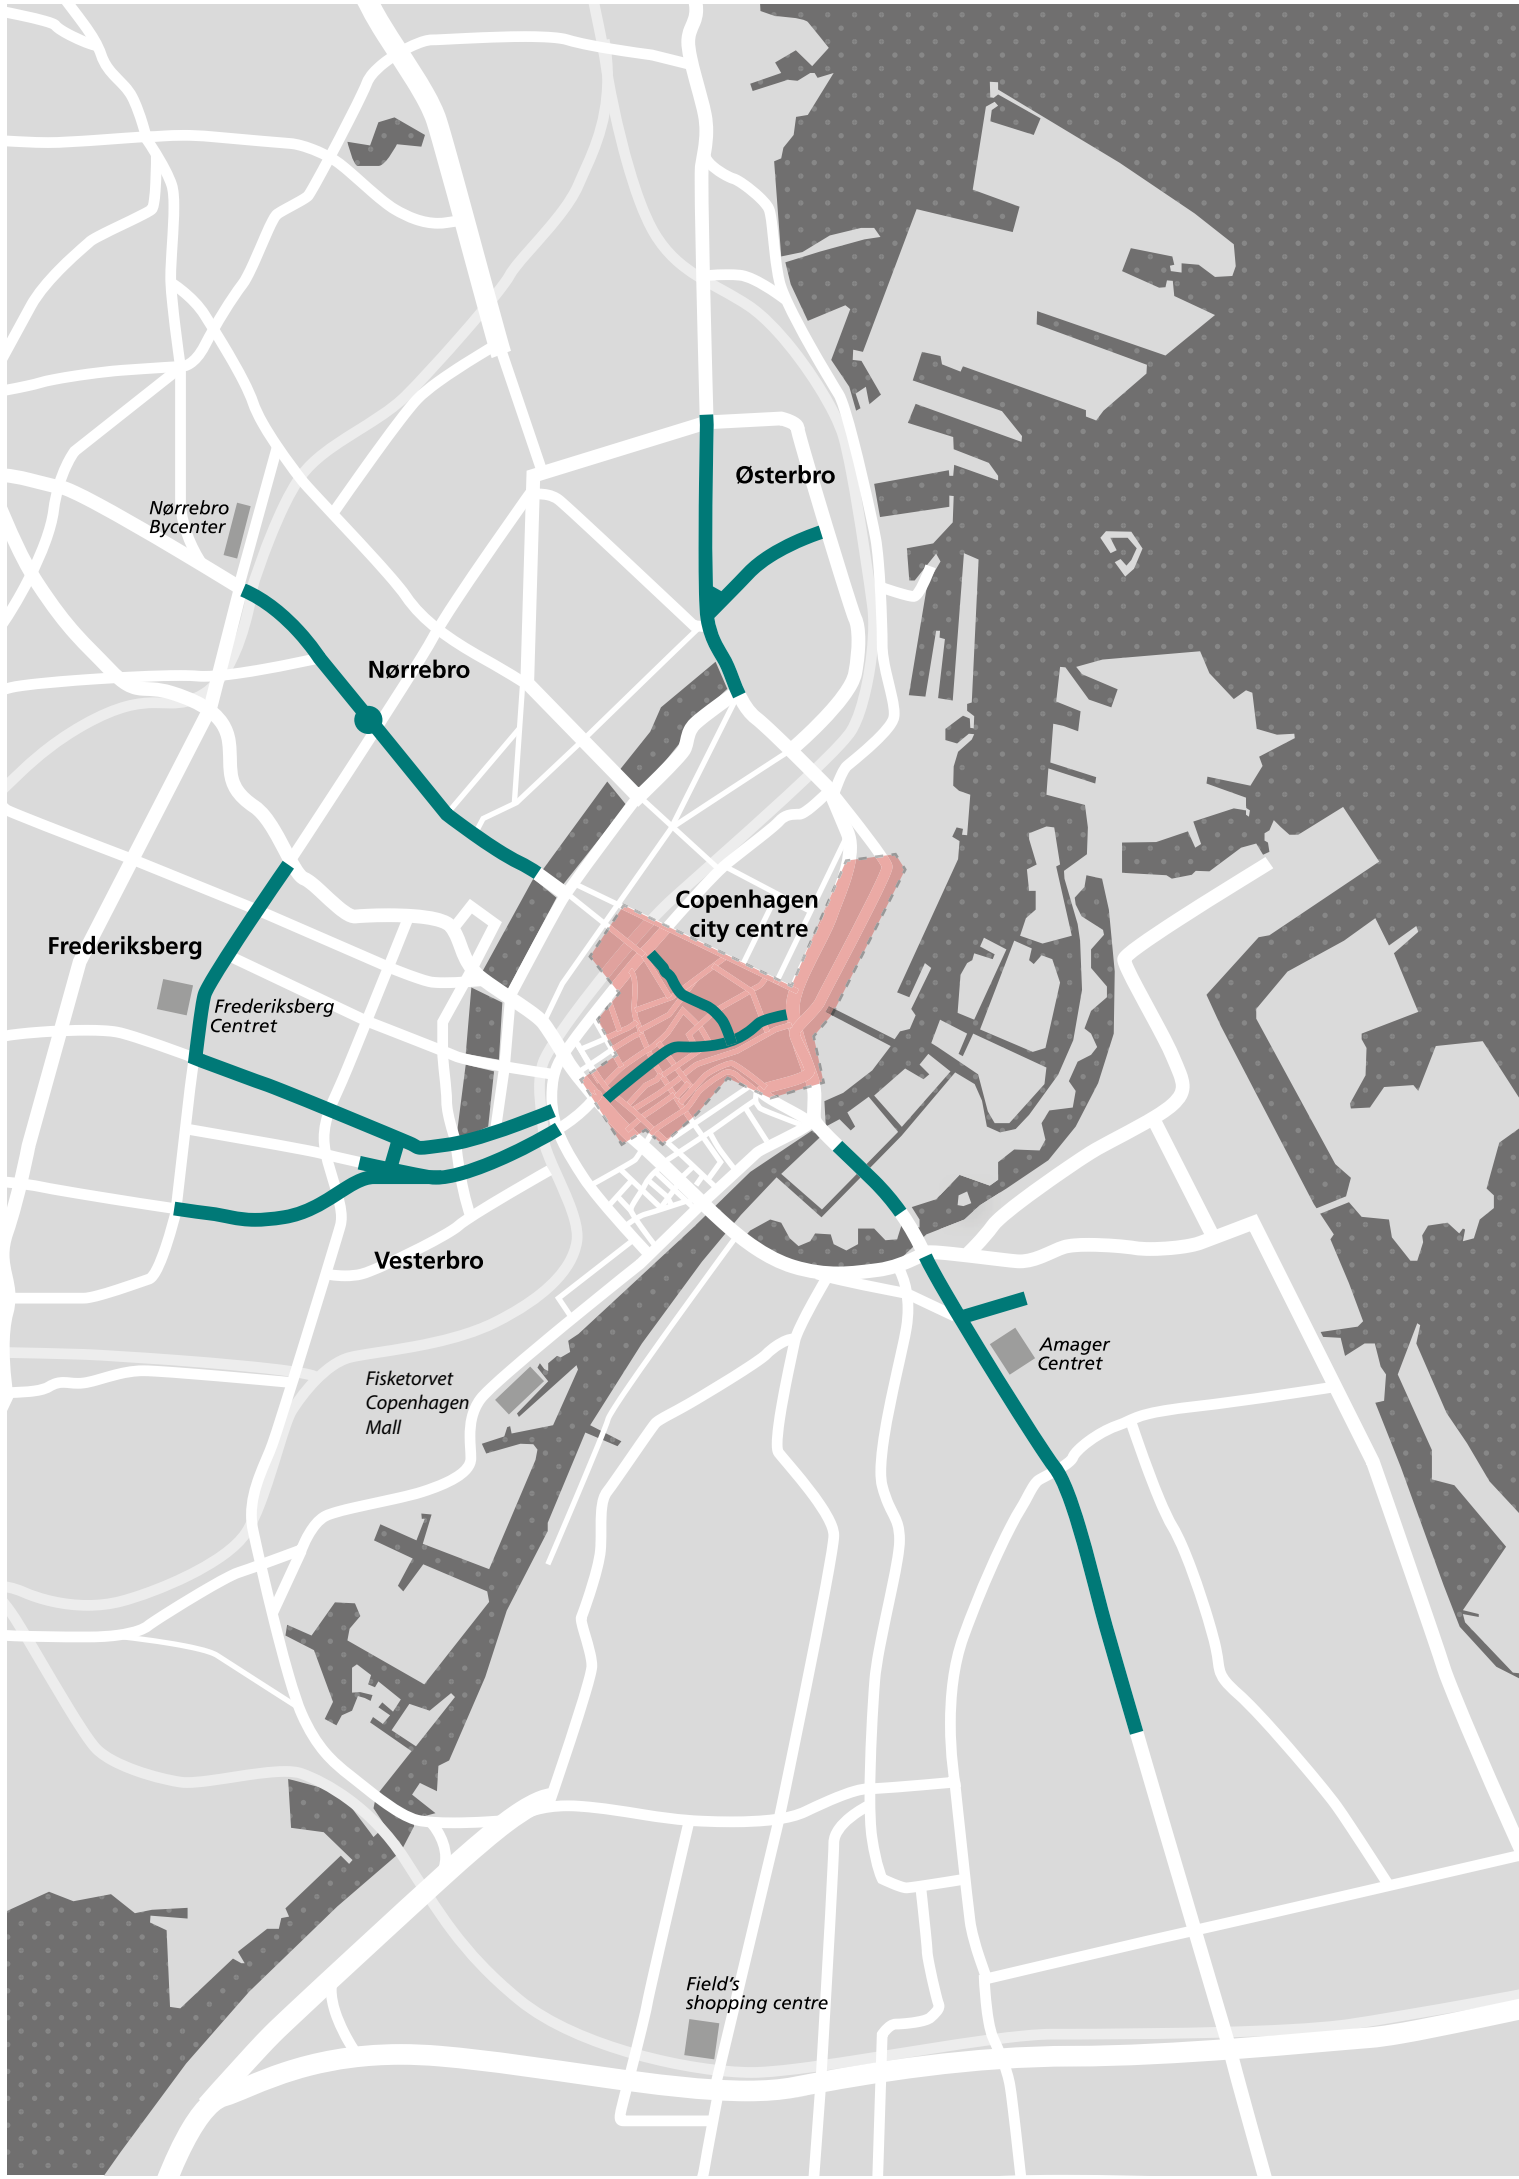 Østerbro
Nørrebro
Bycenter
Nørrebro
Copenhagen
city centre
Frederiksberg
Frederiksberg
Centret
Vesterbro
Amager
Centret
Fisketorvet
Copenhagen
Mall
Field’s
shopping centre